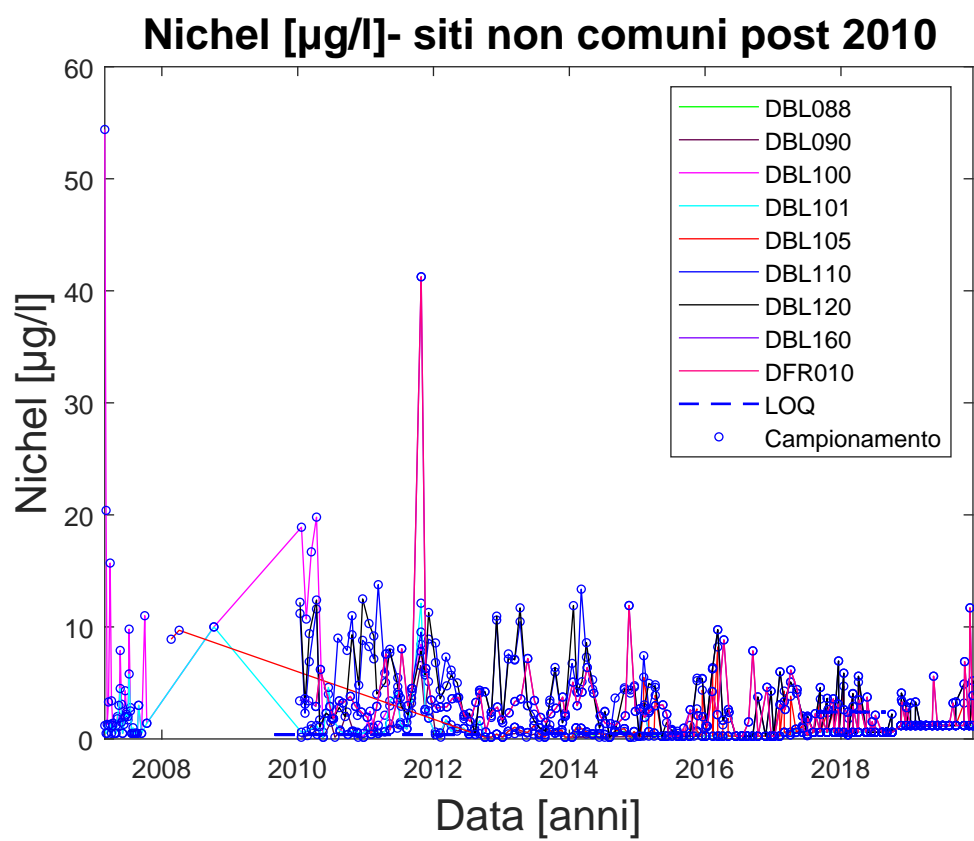 Nichel [µg/l]- siti non comuni post 2010
Nichel [µg/l]
60
50
40
30
20
10
0
2008
2010
2012
2014
2016
2018
Data [anni]
DBL088
DBL090
DBL100
DBL101
DBL105
DBL110
DBL120
DBL160
DFR010
LOQ
Campionamento